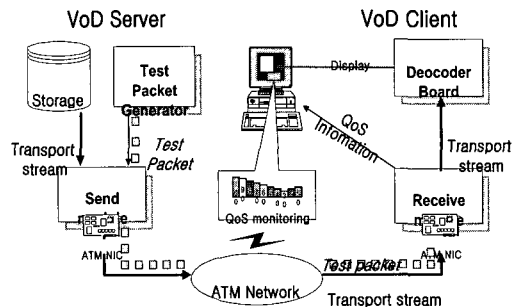 VoD Server
VoD Client
Storage
Test
Packet
Generator
Display
Deocoder
Board
Transport
stream
Test
Packet
QoS
Infomation
Transport
stream
Send
QoS monitoring
Receive
ATM NIC
ATM Network
Test packet
ATM NIC
Transport stream